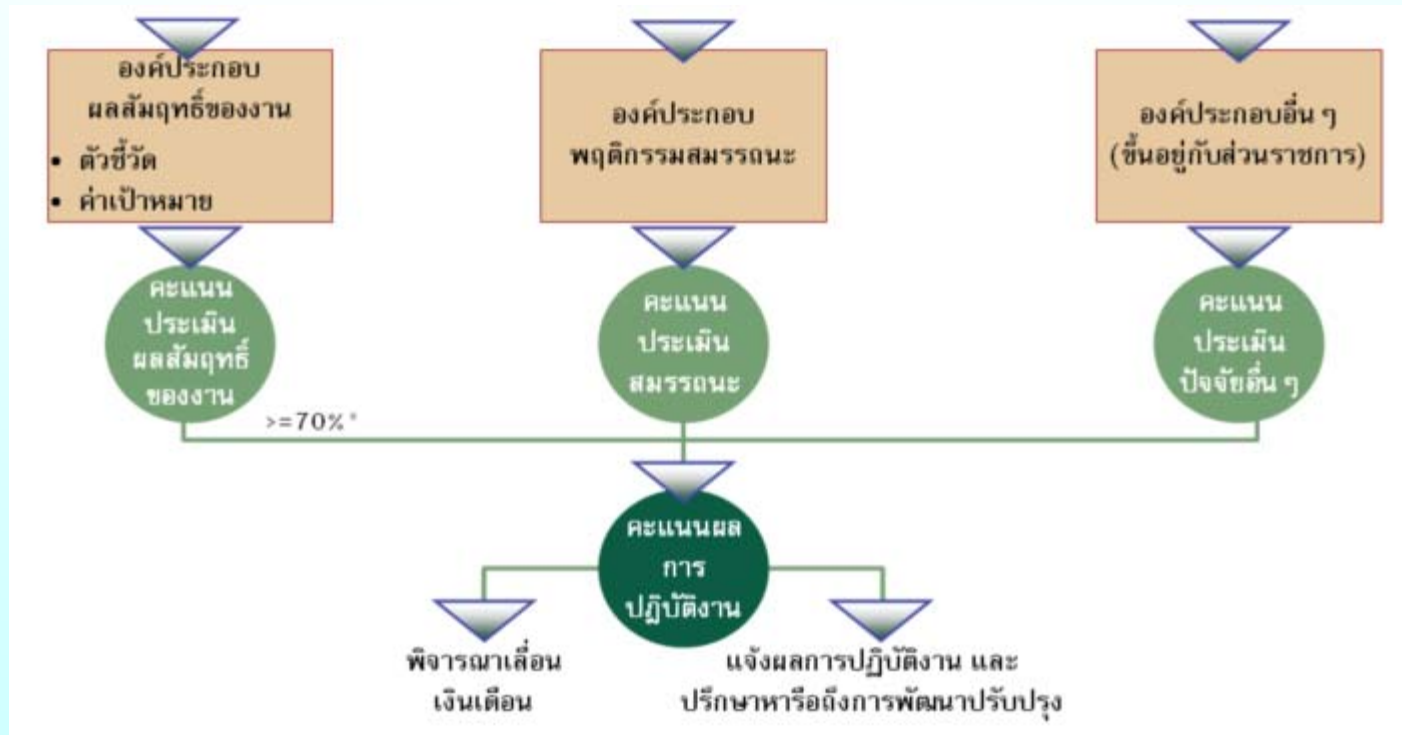 องค์ประกอบ
ผลสัมฤทธิ์ของงาน
• ตัวชี้วัด
• ค่าเป้าหมาย
องค์ประกอบ
พฤติกรรมสมรรถนะ
องค์ประกอบอื่น ๆ
(ขึ้นอยู่กับส่วนราชการ)
คะแนน
ประเมิน
ผลสัมฤทธิ์
ของงาน
คะแนน
ประเมิน
สมรรถนะ
คะแนน
ประเมิน
ปัจจัยอื่น ๆ
>=70%*
คะแนนผล
การ
ปฏิบัติงาน
พิจารณาเลื่อน
เงินเดือน
แจ้งผลการปฏิบัติงาน และ
ปรึกษาหารือถึงการพัฒนาปรับปรุง